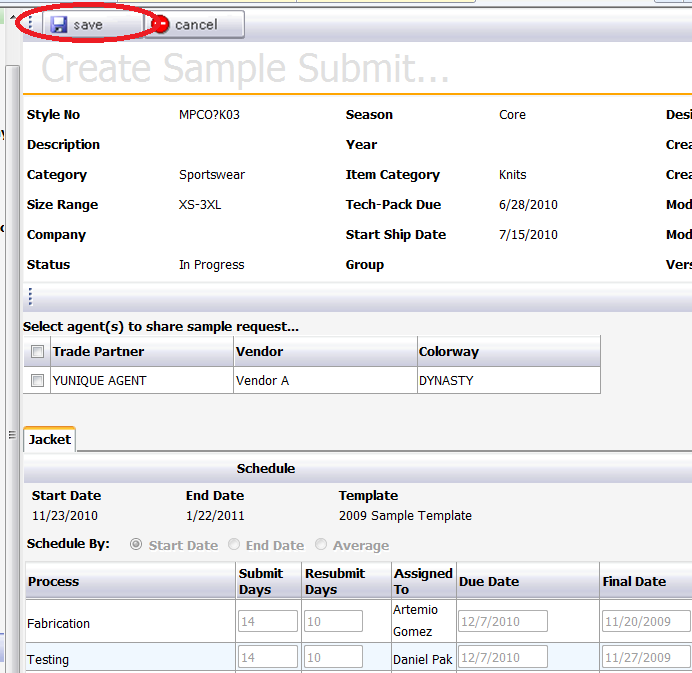 save cancel
Create Sample Submit...
Style No MPCO?K03 Season Core Desi
Description Year Crea
Category Sportswear Item Category Knits Crea
Size Range XS-3XL Tech-Pack Due 6/28/2010 Mod
Company Start Ship Date 7/15/2010 Mod
Status In Progress Group Vers
Select agent(s) to share sample request...
Trade Partner Vendor Colorway
YUNIQUE AGENT Vendor A DYNASTY
Jacket
Schedule
Start Date End Date Template
11/23/2010 1/22/2011 2009 Sample Template
Schedule By: Start Date End Date Average
Process Submit Days Resubmit Days Assigned To Due Date Final Date
Fabrication 14 10 Artemio Gomez 12/7/2010 11/20/2009
Testing 14 10 Daniel Pak 12/7/2010 11/27/2009